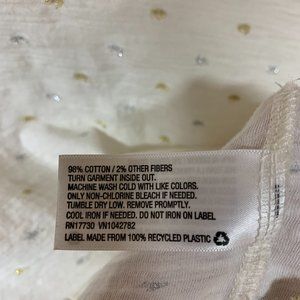 98% COTTON / 2% OTHER FIBERS
TURN GARMENT INSIDE OUT.
MACHINE WASH COLD WITH LIKE COLORS.
ONLY NON-CHLORINE BLEACH IF NEEDED.
TUMBLE DRY LOW. REMOVE PROMPTLY.
COOL IRON IF NEEDED. DO NOT IRON ON LABEL
RN17730 VN1042782
LABEL MADE FROM 100% RECYCLED PLASTIC